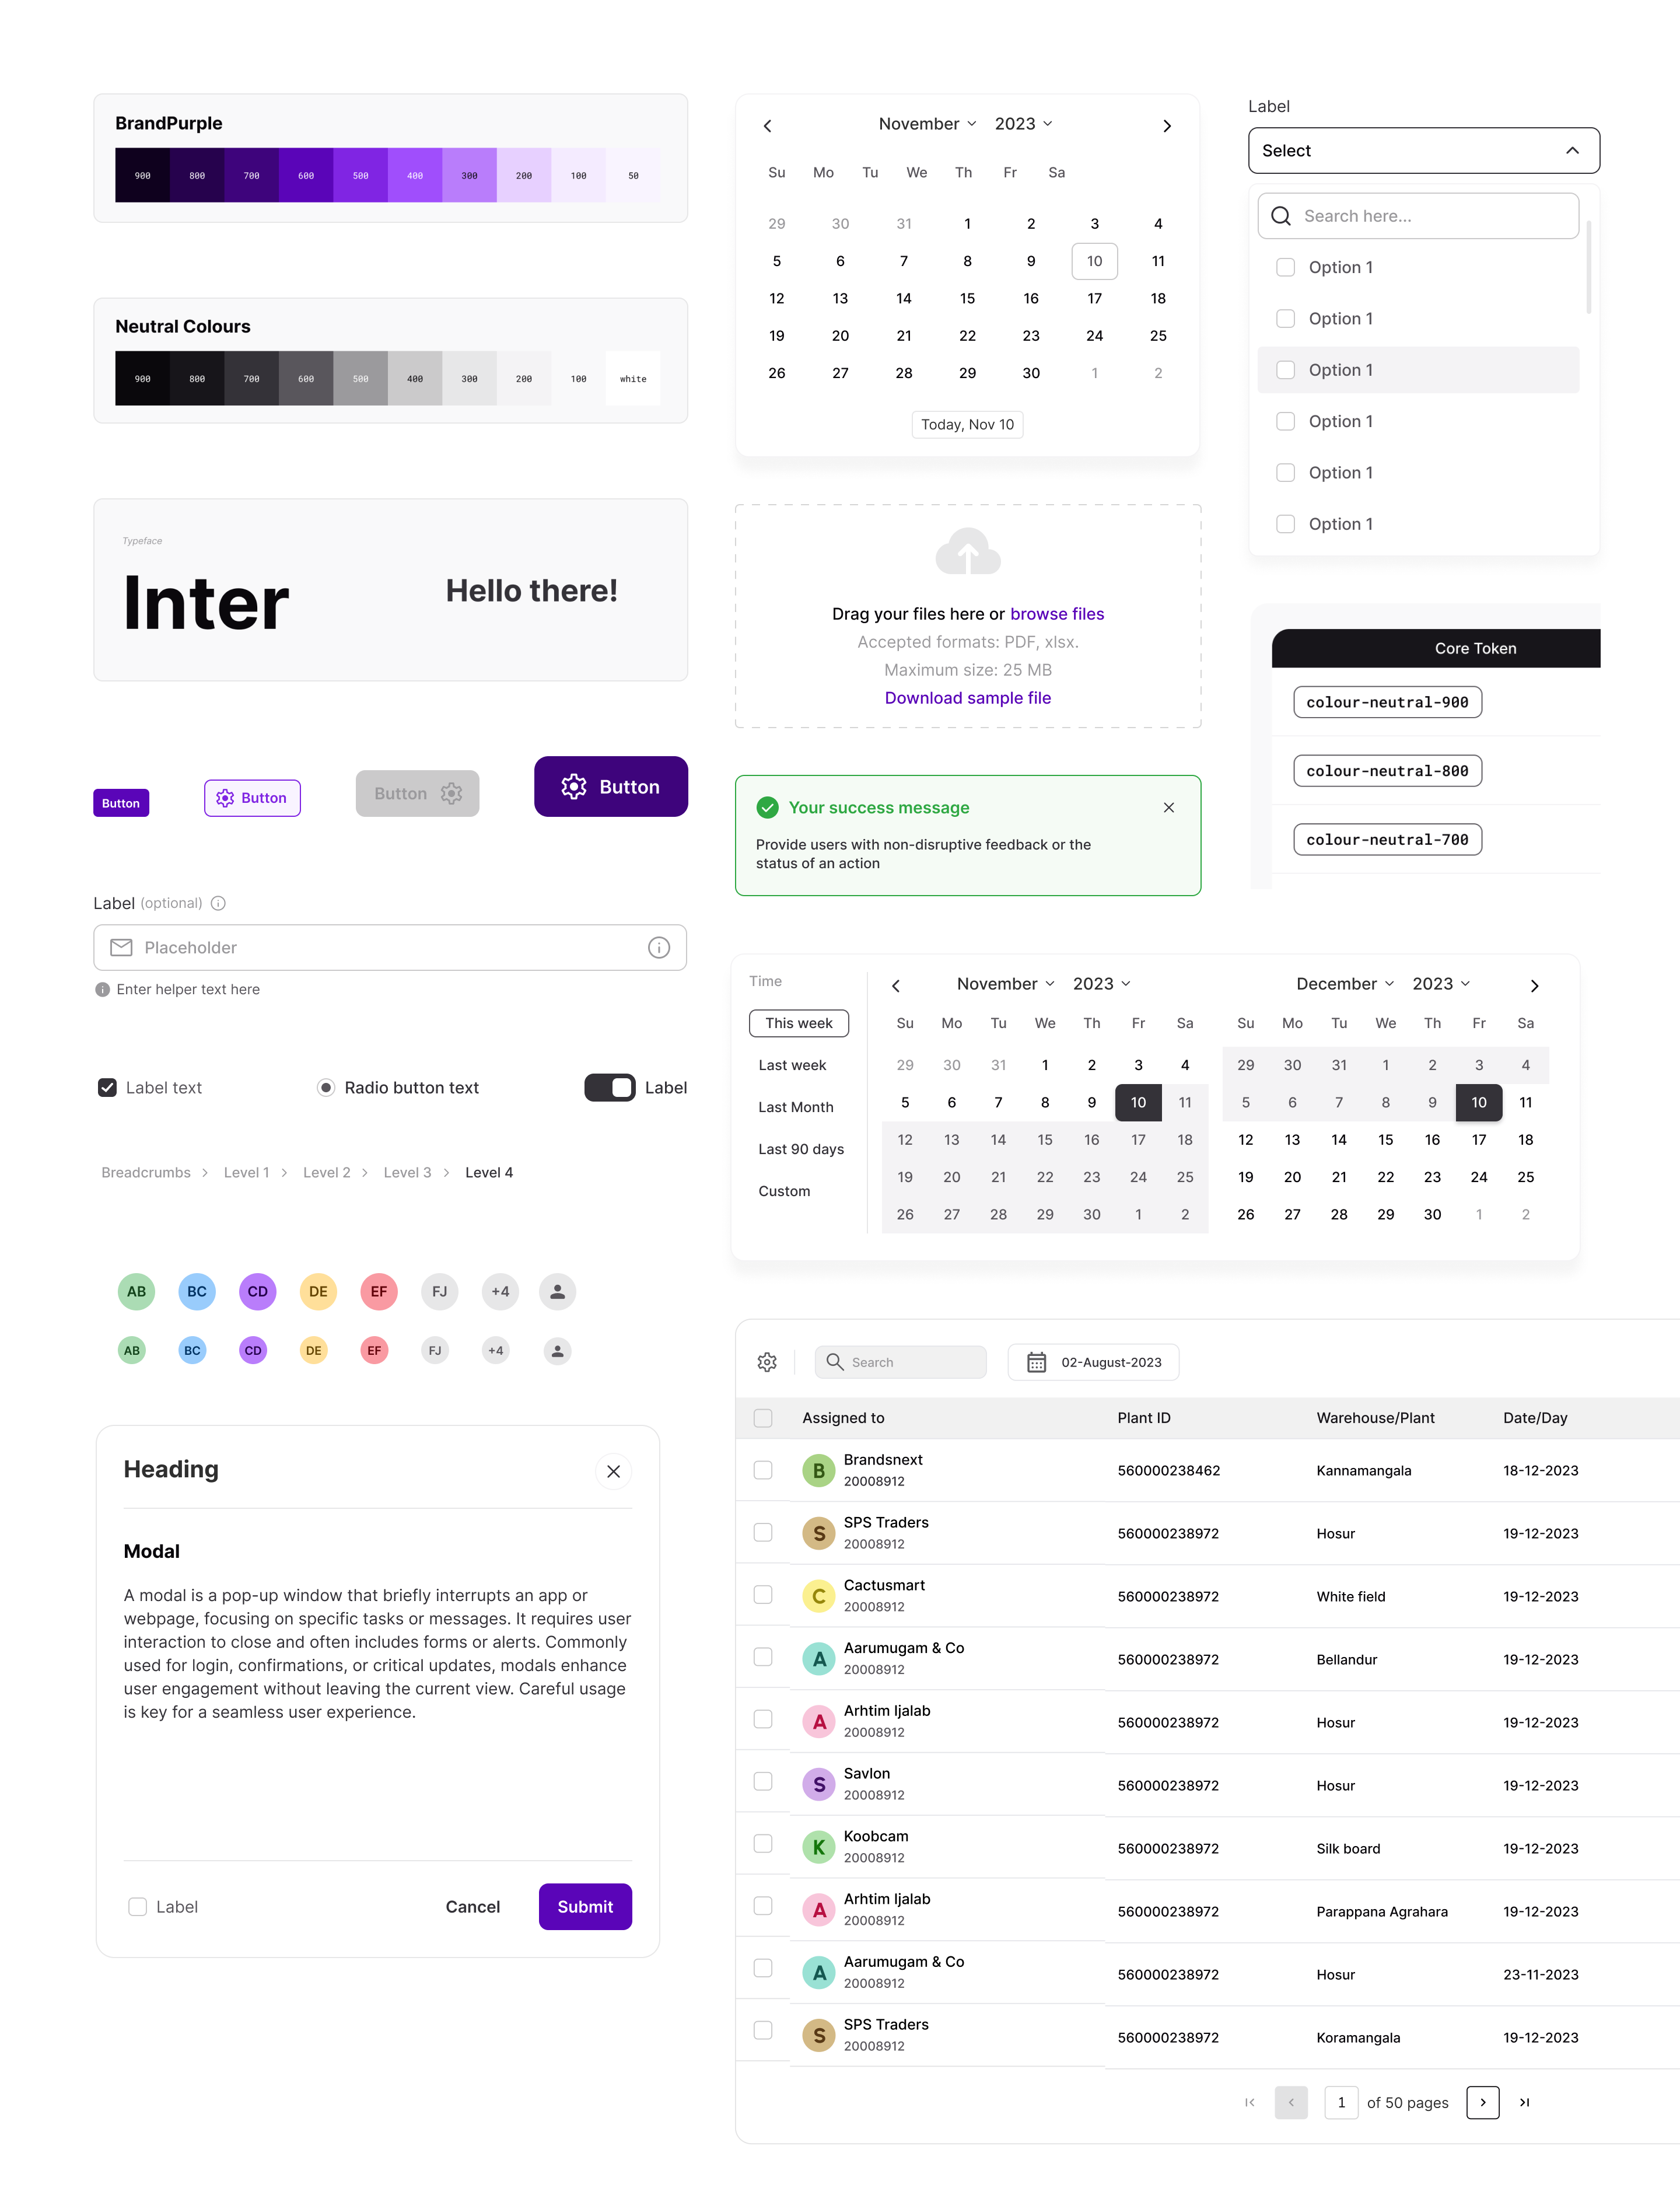 BrandPurple
900 800 700 600 500 400 300 200 100 50
Neutral Colours
900 800 700 600 500 400 300 200 100 white
Typeface
Inter
Hello there!
Button
Button
Button
Button
Label (optional)
Placeholder
Enter helper text here
Label text
Radio button text
Label
Breadcrumbs Level 1 Level 2 Level 3 Level 4
AB BC CD DE EF FJ +4
AB BC CD DE EF FJ +4
Heading
Modal
A modal is a pop-up window that briefly interrupts an app or
webpage, focusing on specific tasks or messages. It requires user
interaction to close and often includes forms or alerts. Commonly
used for login, confirmations, or critical updates, modals enhance
user engagement without leaving the current view. Careful usage
is key for a seamless user experience.
Label
Cancel
Submit
November 2023
Su Mo Tu We Th Fr Sa
29 30 31 1 2 3 4
5 6 7 8 9 10 11
12 13 14 15 16 17 18
19 20 21 22 23 24 25
26 27 28 29 30 1 2
Today, Nov 10
Drag your files here or browse files
Accepted formats: PDF, xlsx.
Maximum size: 25 MB
Download sample file
Your success message
Provide users with non-disruptive feedback or the
status of an action
Label
Select
Search here...
Option 1
Option 1
Option 1
Option 1
Option 1
Option 1
Core Token
colour-neutral-900
colour-neutral-800
colour-neutral-700
Time
This week
Last week
Last Month
Last 90 days
Custom
November 2023
Su Mo Tu We Th Fr Sa
29 30 31 1 2 3 4
5 6 7 8 9 10 11
12 13 14 15 16 17 18
19 20 21 22 23 24 25
26 27 28 29 30 1 2
December 2023
Su Mo Tu We Th Fr Sa
29 30 31 1 2 3 4
5 6 7 8 9 10 11
12 13 14 15 16 17 18
19 20 21 22 23 24 25
26 27 28 29 30 1 2
Search
02-August-2023
Assigned to Plant ID Warehouse/Plant Date/Day
B Brandsnext 560000238462 Kannamangala 18-12-2023
20008912
S SPS Traders 560000238972 Hosur 19-12-2023
20008912
C Cactusmart 560000238972 White field 19-12-2023
20008912
A Aarumugam & Co 560000238972 Bellandur 19-12-2023
20008912
A Arhtim Ijalab 560000238972 Hosur 19-12-2023
20008912
S Savlon 560000238972 Hosur 19-12-2023
20008912
K Koobcam 560000238972 Silk board 19-12-2023
20008912
A Arhtim Ijalab 560000238972 Parappana Agrahara 19-12-2023
20008912
A Aarumugam & Co 560000238972 Hosur 23-11-2023
20008912
S SPS Traders 560000238972 Koramangala 19-12-2023
20008912
1 of 50 pages